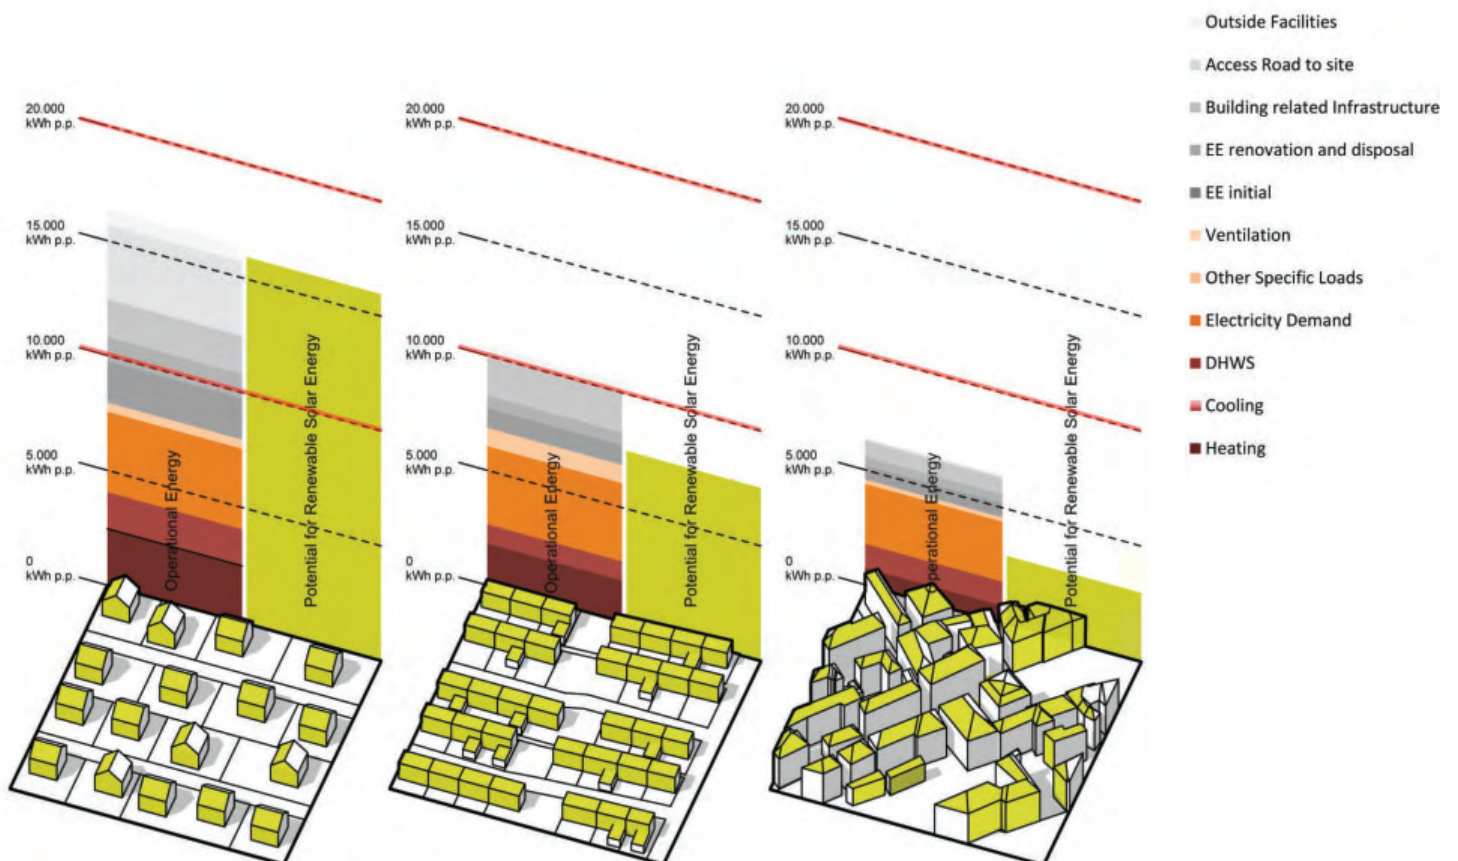 20.000
kWh p.p.
15.000
kWh p.p.
10.000
kWh p.p.
5.000
kWh p.p.
0
kWh p.p.
Operational Energy
Potential for Renewable Solar Energy
20.000
kWh p.p.
15.000
kWh p.p.
10.000
kWh p.p.
5.000
kWh p.p.
0
kWh p.p.
Operational Energy
Potential for Renewable Solar Energy
20.000
kWh p.p.
15.000
kWh p.p.
10.000
kWh p.p.
5.000
kWh p.p.
0
kWh p.p.
Operational Energy
Potential for Renewable Solar Energy
Outside Facilities
Access Road to site
Building related Infrastructure
EE renovation and disposal
EE initial
Ventilation
Other Specific Loads
Electricity Demand
DHWS
Cooling
Heating